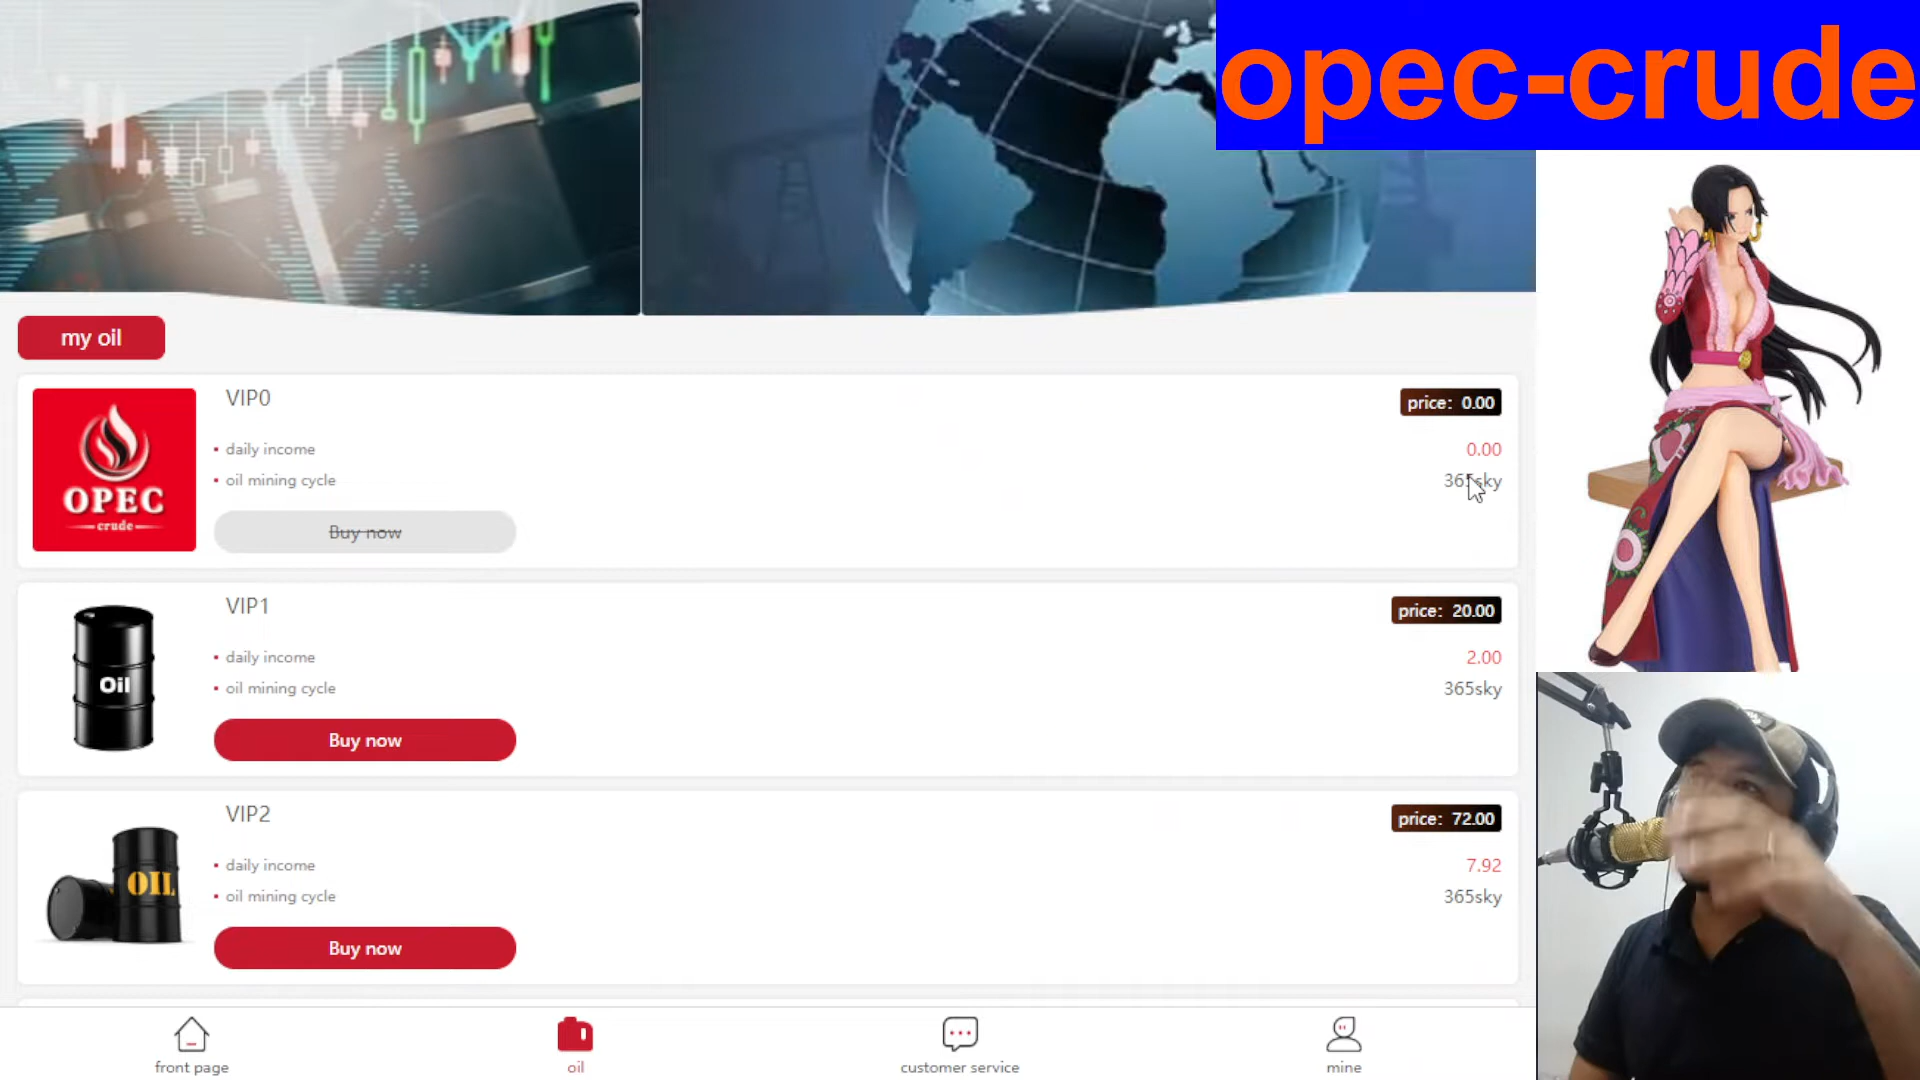 opec-crude
my oil
OPEC
crude
VIP0
price: 0.00
daily income
0.00
oil mining cycle
365sky
Buy now
Oil
VIP1
price: 20.00
daily income
2.00
oil mining cycle
365sky
Buy now
OIL
VIP2
price: 72.00
daily income
7.92
oil mining cycle
365sky
Buy now
front page
oil
customer service
mine